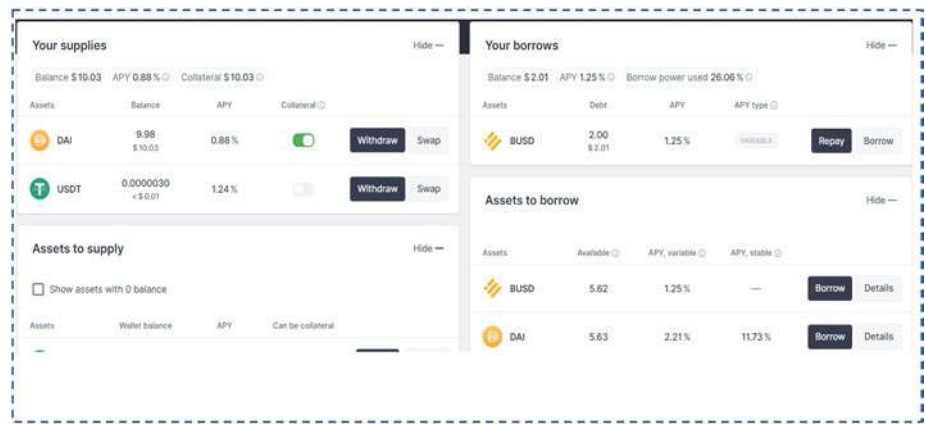 Your supplies
Hide —
Balance $10.03 APY 0.88 % Collateral $10.03
Assets Balance APY Collateral
DAI 9.98 0.88 % Withdraw Swap
$10.03
USDT 0.0000030 1.24 % Withdraw Swap
< $ 0.01
Assets to supply
Hide —
Show assets with 0 balance
Assets Wallet balance APY Can be collateral
Your borrows
Hide —
Balance $2.01 APY 1.25 % Borrow power used 26.06 %
Assets Debt APY APY type
BUSD 2.00 1.25 % VARIABLE Repay Borrow
$ 2.01
Assets to borrow
Hide —
Assets Available APY, variable APY, stable
BUSD 5.62 1.25 % — Borrow Details
DAI 5.63 2.21 % 11.73 % Borrow Details